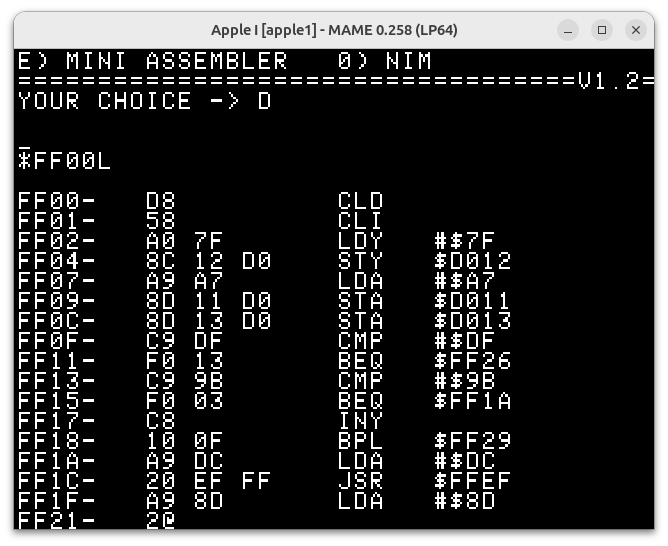 Apple I [apple1] - MAME 0.258 (LP64)
E) MINI ASSEMBLER   0) NIM
===================================V1.2=
YOUR CHOICE -> D
_
*FF00L
FF00-   D8          CLD
FF01-   58          CLI
FF02-   A0 7F       LDY   #$7F
FF04-   8C 12 D0    STY   $D012
FF07-   A9 A7       LDA   #$A7
FF09-   8D 11 D0    STA   $D011
FF0C-   8D 13 D0    STA   $D013
FF0F-   C9 DF       CMP   #$DF
FF11-   F0 13       BEQ   $FF26
FF13-   C9 9B       CMP   #$9B
FF15-   F0 03       BEQ   $FF1A
FF17-   C8          INY
FF18-   10 0F       BPL   $FF29
FF1A-   A9 DC       LDA   #$DC
FF1C-   20 EF FF    JSR   $FFEF
FF1F-   A9 8D       LDA   #$8D
FF21-   2@